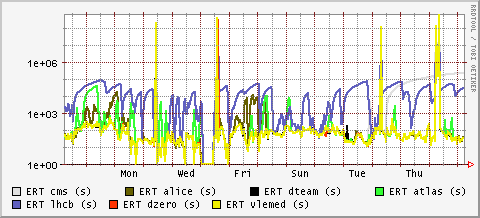 RRDTOOL / TOBI OETIKER
1e+06
1e+03
1e+00
Mon Wed Fri Sun Tue Thu
ERT cms (s) ERT alice (s) ERT dteam (s) ERT atlas (s)
ERT lhcb (s) ERT dzero (s) ERT vlemed (s)